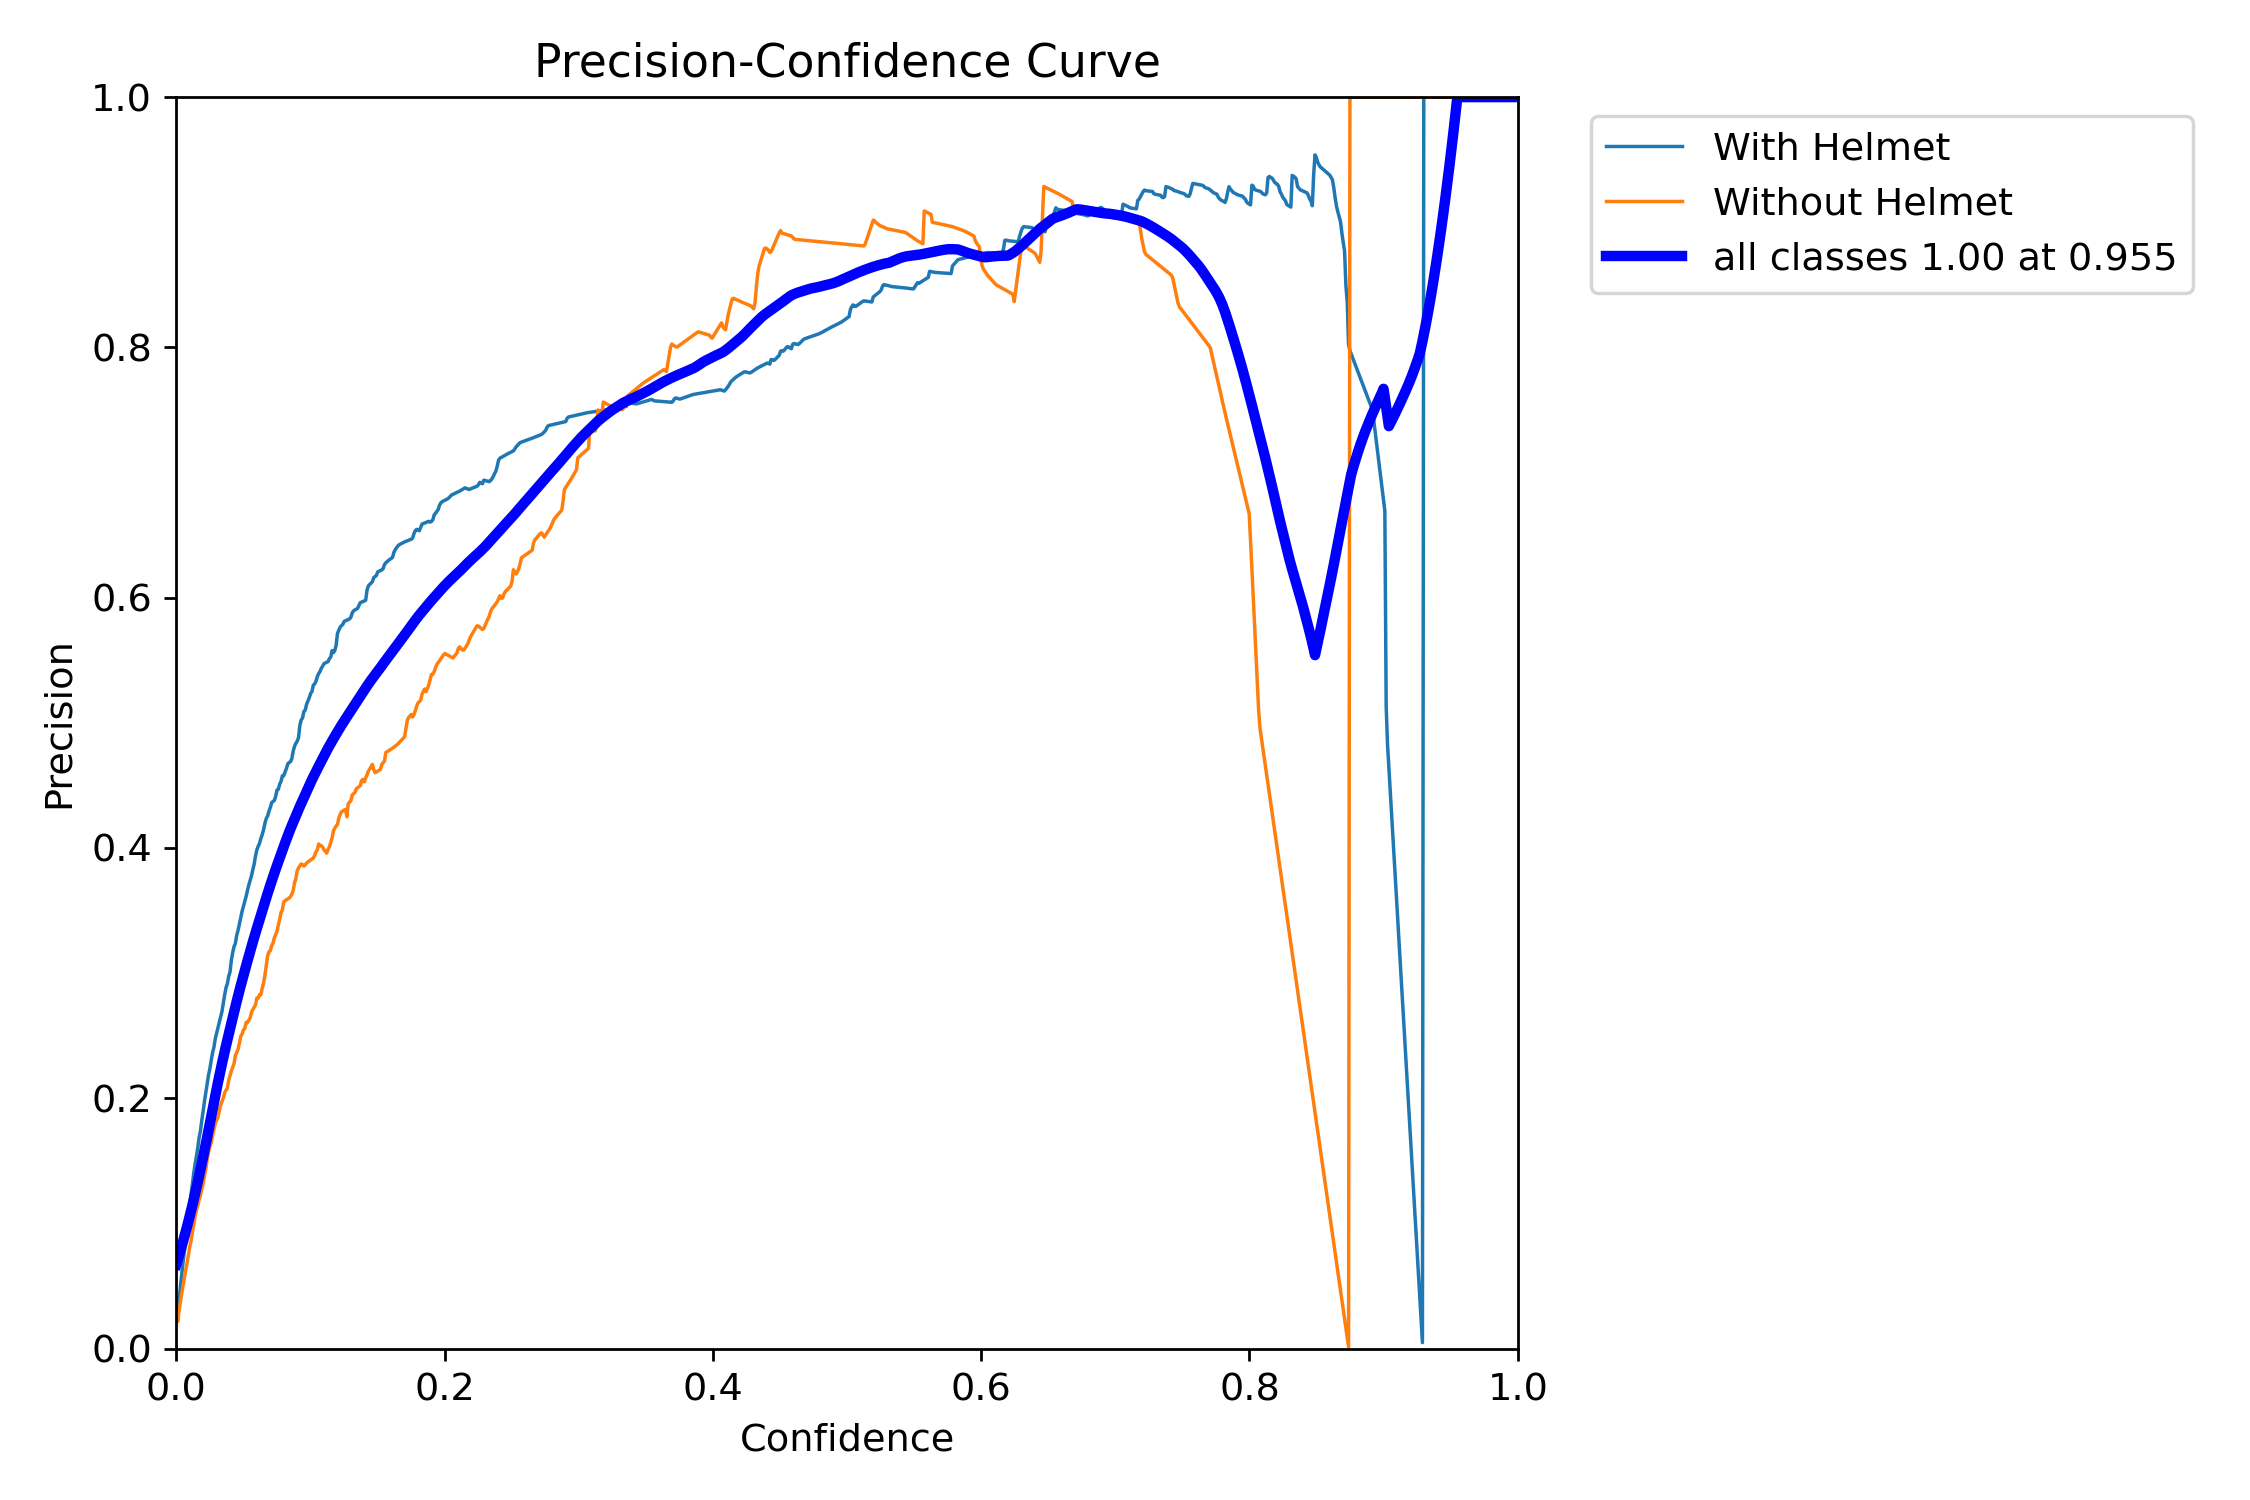 Precision-Confidence Curve
With Helmet
Without Helmet
all classes 1.00 at 0.955
1.0
0.8
0.6
0.4
0.2
0.0
Precision
0.0 0.2 0.4 0.6 0.8 1.0
Confidence